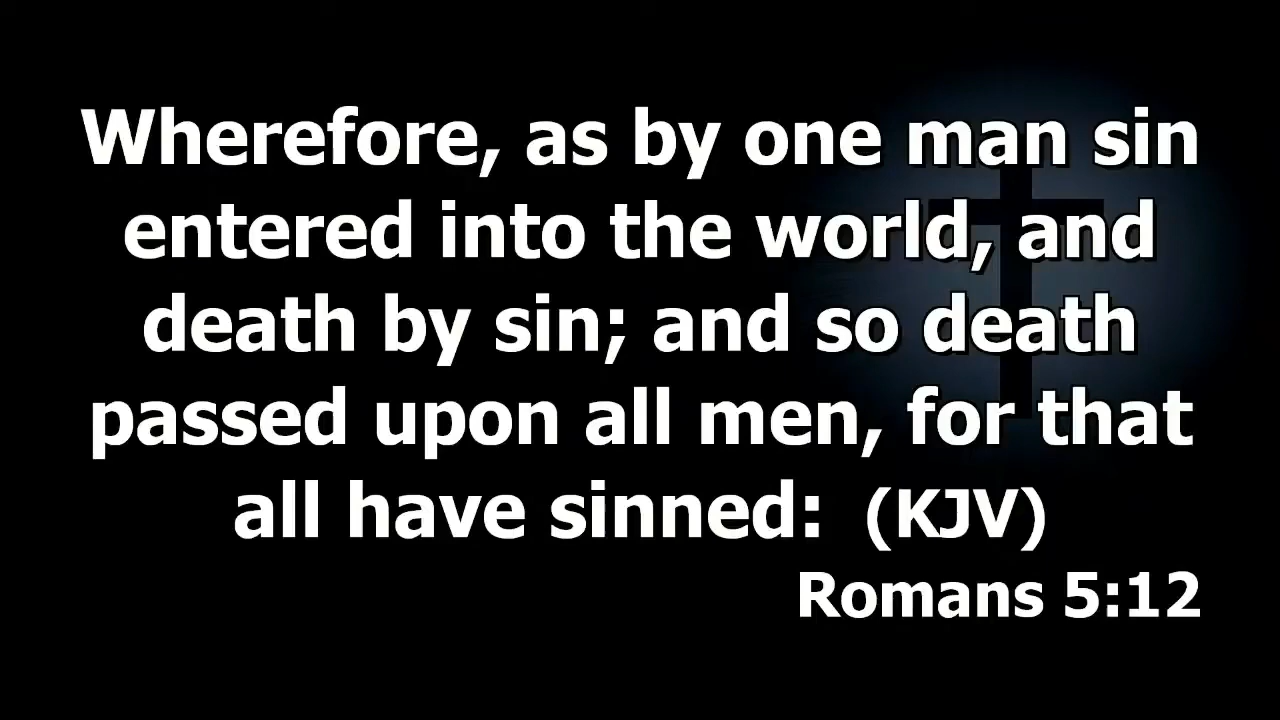 Wherefore, as by one man sin
entered into the world, and
death by sin; and so death
passed upon all men, for that
all have sinned:  (KJV)
Romans 5:12